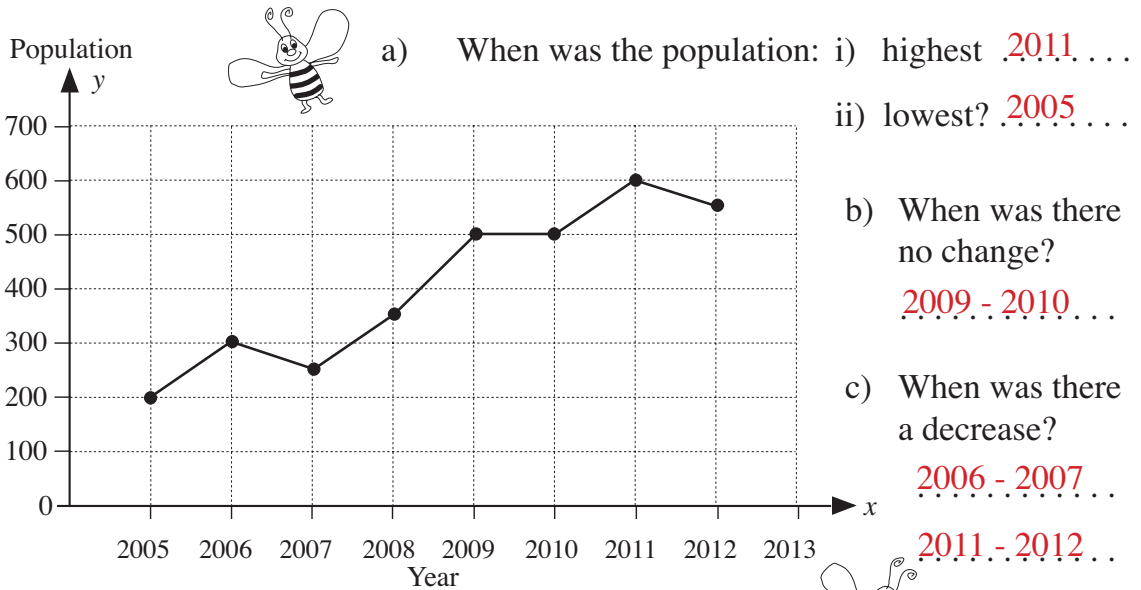 Population
y
700
600
500
400
300
200
100
0
2005 2006 2007 2008 2009 2010 2011 2012 2013
x
Year
a) When was the population: i) highest 2011 . . . . . . . .
ii) lowest? 2005 . . . . . . . .
b) When was there
no change?
2009 - 2010 . . . . . . . . . . . .
c) When was there
a decrease?
2006 - 2007 . . . . . . . . . . . .
2011 - 2012 . . . . . . . . . . . .